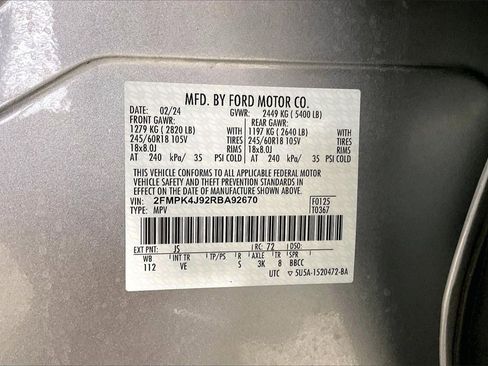 MFD. BY FORD MOTOR CO.
DATE: 02/24 GVWR: 2449 KG ( 5400 LB)
FRONT GAWR: REAR GAWR:
1279 KG ( 2820 LB) WITH 1197 KG ( 2640 LB) WITH
245/60R18 105V TIRES 245/60R18 105V TIRES
18x8.0J RIMS 18x8.0J RIMS
AT 240 kPa/ 35 PSI COLD AT 240 kPa/ 35 PSI COLD
THIS VEHICLE CONFORMS TO ALL APPLICABLE FEDERAL MOTOR
VEHICLE SAFETY, BUMPER, AND THEFT PREVENTION STANDARDS IN
EFFECT ON THE DATE OF MANUFACTURE SHOWN ABOVE.
VIN: 2FMPK4J92RBA92670 F0125
TYPE: MPV T0367
EXT PNT: JS RC: 72 DSO:
WB INT TR TP/PS R AXLE TR SPR
112 VE 5 3K 8 BBCC
UTC 5U5A-1520472-BA